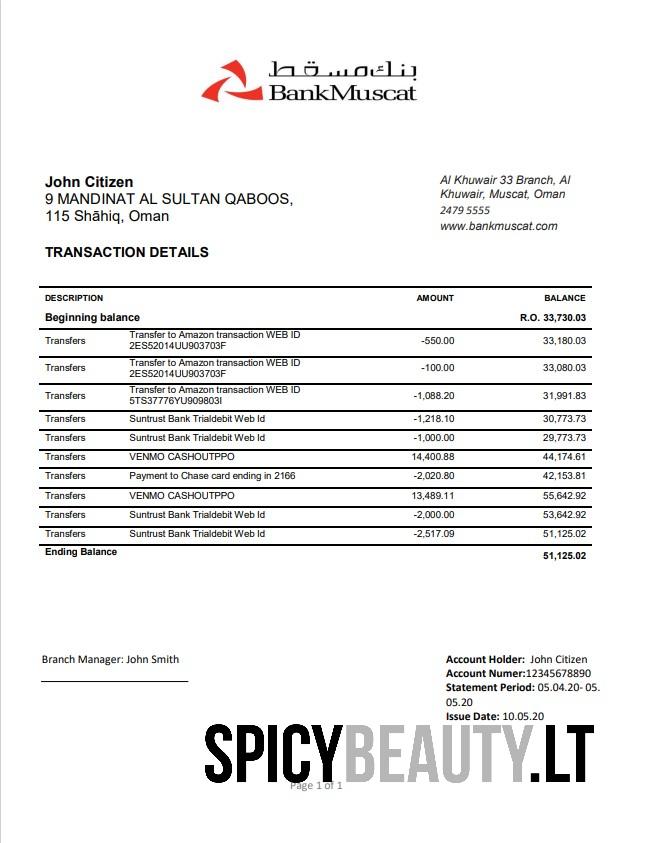 بنك مسقط
BankMuscat
John Citizen
9 MANDINAT AL SULTAN QABOOS,
115 Shāhiq, Oman
Al Khuwair 33 Branch, Al
Khuwair, Muscat, Oman
2479 5555
www.bankmuscat.com
TRANSACTION DETAILS
DESCRIPTION AMOUNT BALANCE
Beginning balance R.O. 33,730.03
Transfers Transfer to Amazon transaction WEB ID
2ES52014UU903703F -550.00 33,180.03
Transfers Transfer to Amazon transaction WEB ID
2ES52014UU903703F -100.00 33,080.03
Transfers Transfer to Amazon transaction WEB ID
5TS37776YU909803I -1,088.20 31,991.83
Transfers Suntrust Bank Trialdebit Web Id -1,218.10 30,773.73
Transfers Suntrust Bank Trialdebit Web Id -1,000.00 29,773.73
Transfers VENMO CASHOUTPPO 14,400.88 44,174.61
Transfers Payment to Chase card ending in 2166 -2,020.80 42,153.81
Transfers VENMO CASHOUTPPO 13,489.11 55,642.92
Transfers Suntrust Bank Trialdebit Web Id -2,000.00 53,642.92
Transfers Suntrust Bank Trialdebit Web Id -2,517.09 51,125.02
Ending Balance 51,125.02
Branch Manager: John Smith
Account Holder: John Citizen
Account Numer:12345678890
Statement Period: 05.04.20- 05.
05.20
Issue Date: 10.05.20
SPICYBEAUTY.LT
Page 1 of 1